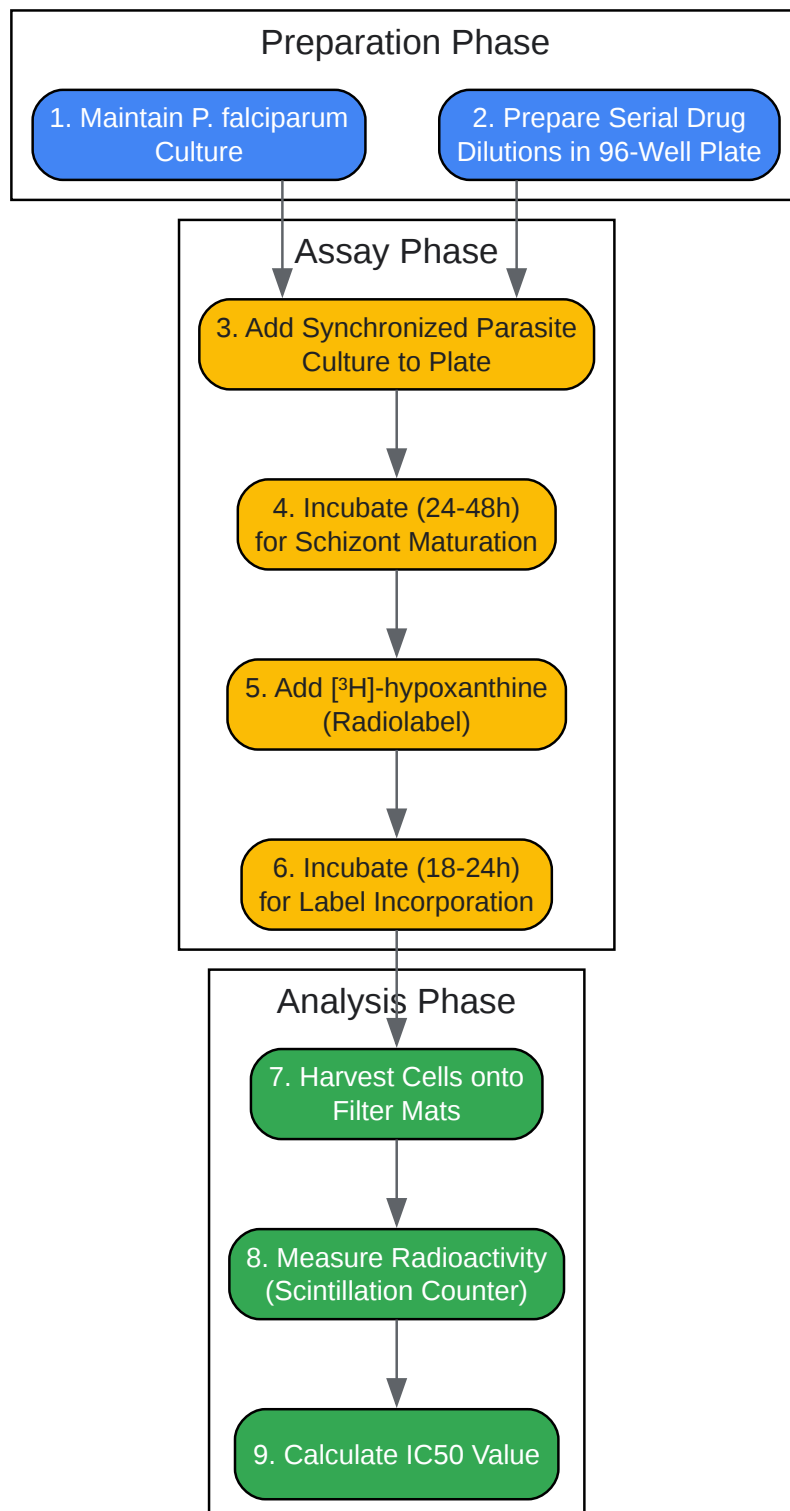 Preparation Phase
1. Maintain P. falciparum
Culture
2. Prepare Serial Drug
Dilutions in 96-Well Plate
Assay Phase
3. Add Synchronized Parasite
Culture to Plate
4. Incubate (24-48h)
for Schizont Maturation
5. Add [³H]-hypoxanthine
(Radiolabel)
6. Incubate (18-24h)
for Label Incorporation
Analysis Phase
7. Harvest Cells onto
Filter Mats
8. Measure Radioactivity
(Scintillation Counter)
9. Calculate IC50 Value